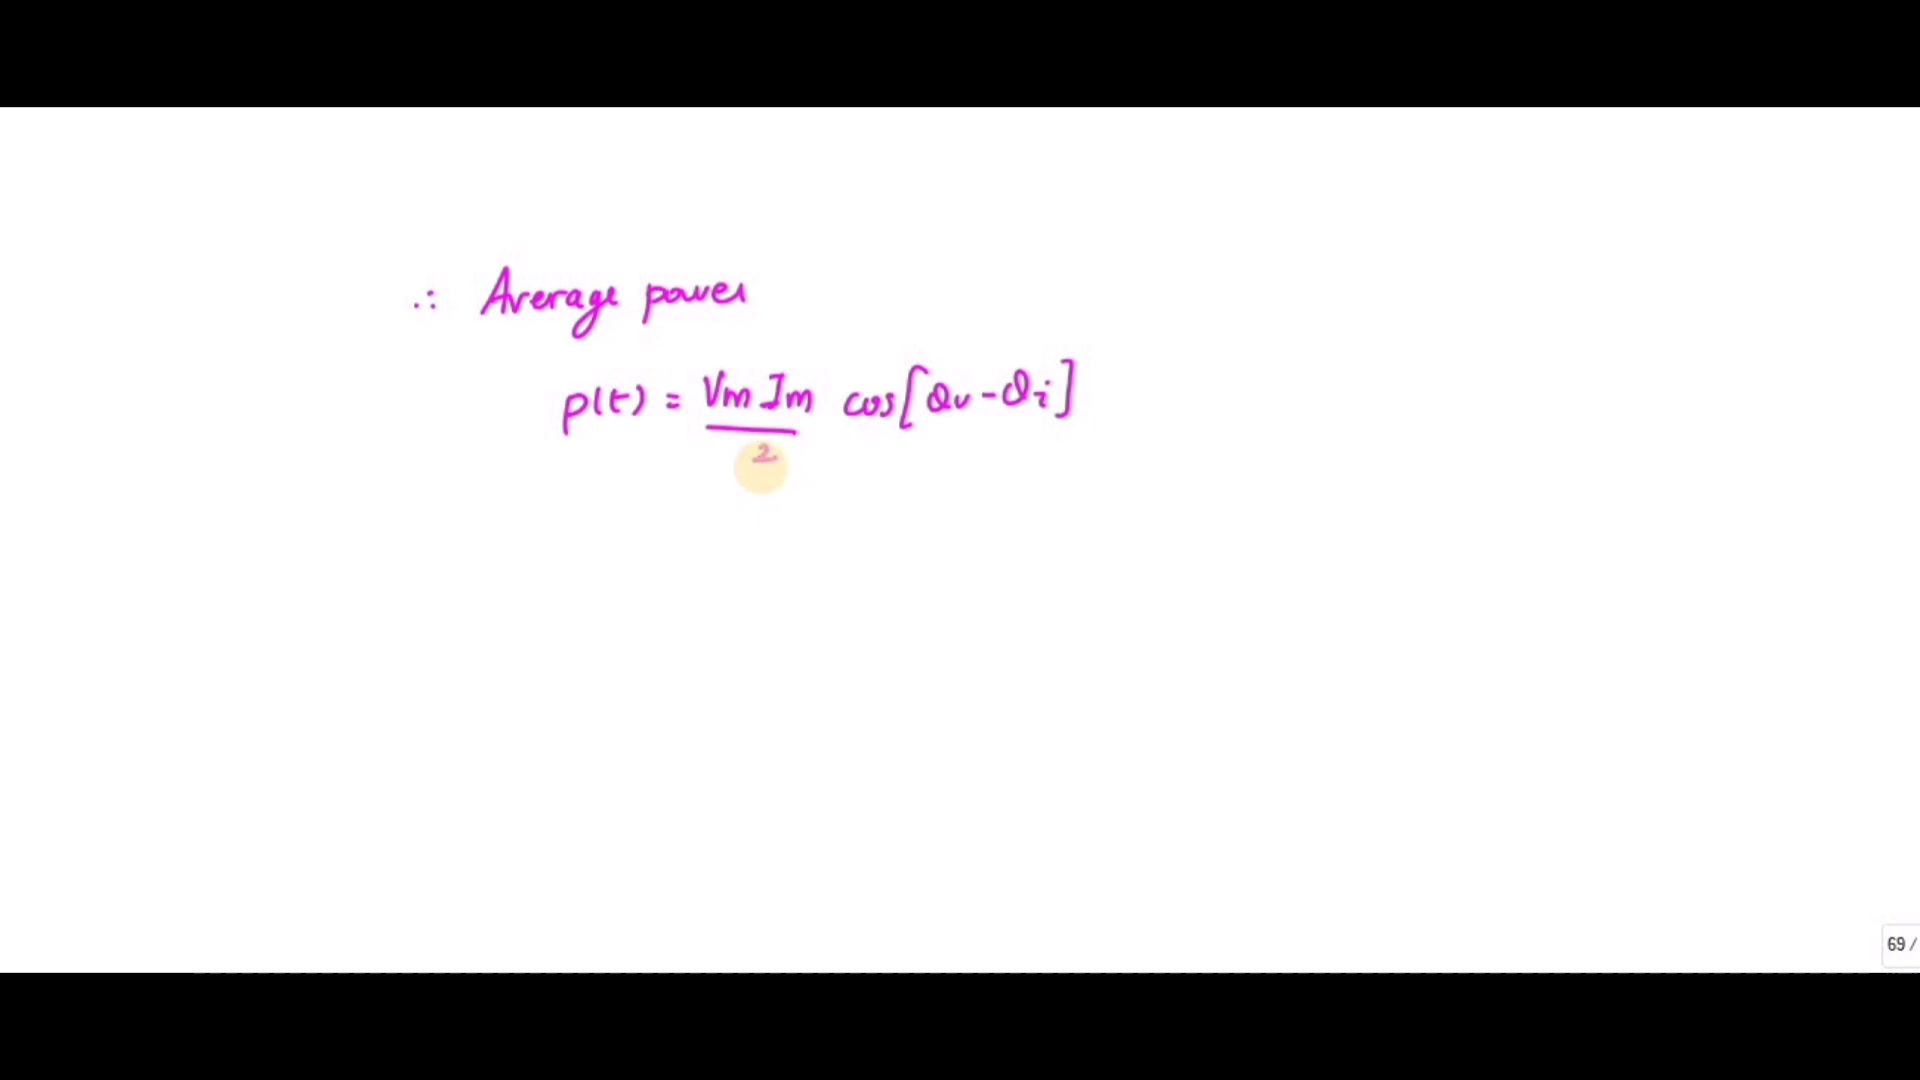 ∴ Average power
p(t) = Vm Im cos[θv - θi]
2
69 /